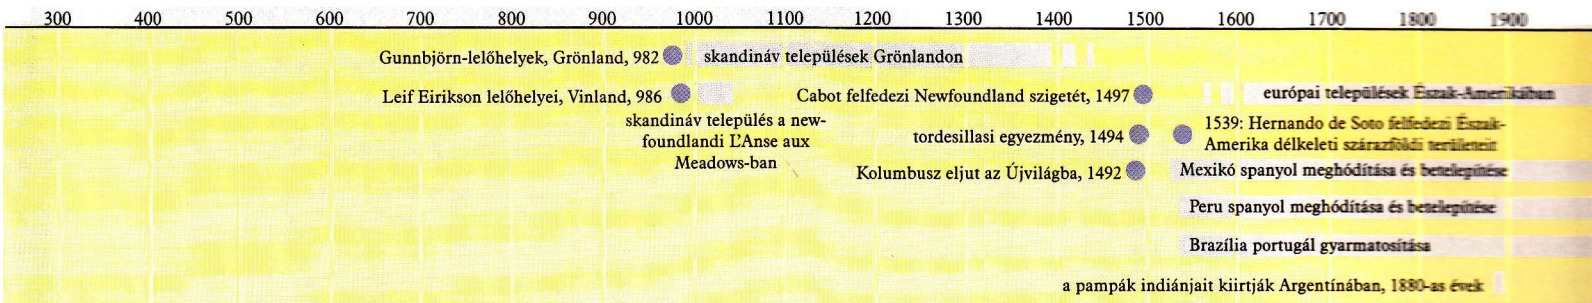 300 400 500 600 700 800 900 1000 1100 1200 1300 1400 1500 1600 1700 1800 1900
Gunnbjörn-lelőhelyek, Grönland, 982 skandináv települések Grönlandon
Leif Eirikson lelőhelyei, Vinland, 986
skandináv település a new-
foundlandi L'Anse aux
Meadows-ban
Cabot felfedezi Newfoundland szigetét, 1497
európai települések Észak-Amerikában
tordesillasi egyezmény, 1494
1539: Hernando de Soto felfedezi Észak-
Amerika délkeleti szárazföldi területeit
Kolumbusz eljut az Újvilágba, 1492
Mexikó spanyol meghódítása és betelepítése
Peru spanyol meghódítása és betelepítése
Brazília portugál gyarmatosítása
a pampák indiánjait kiirtják Argentínában, 1880-as évek